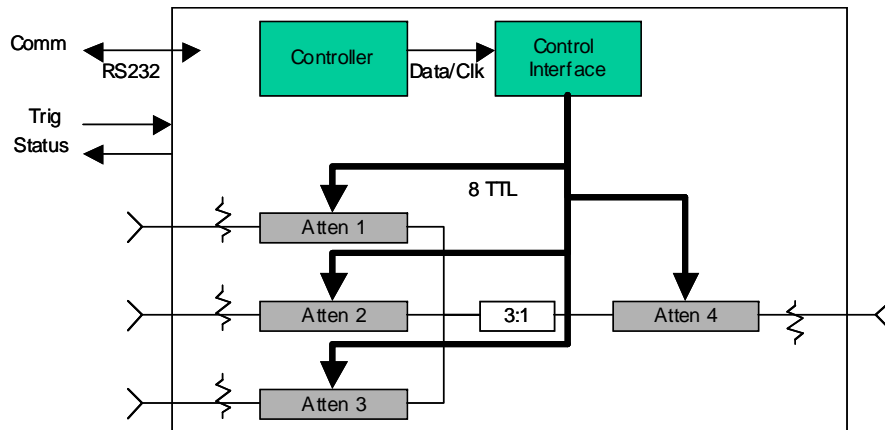 Comm
RS232
Controller
Data/Clk
Control
Interface
Trig
Status
8 TTL
Atten 1
Atten 2
3:1
Atten 4
Atten 3